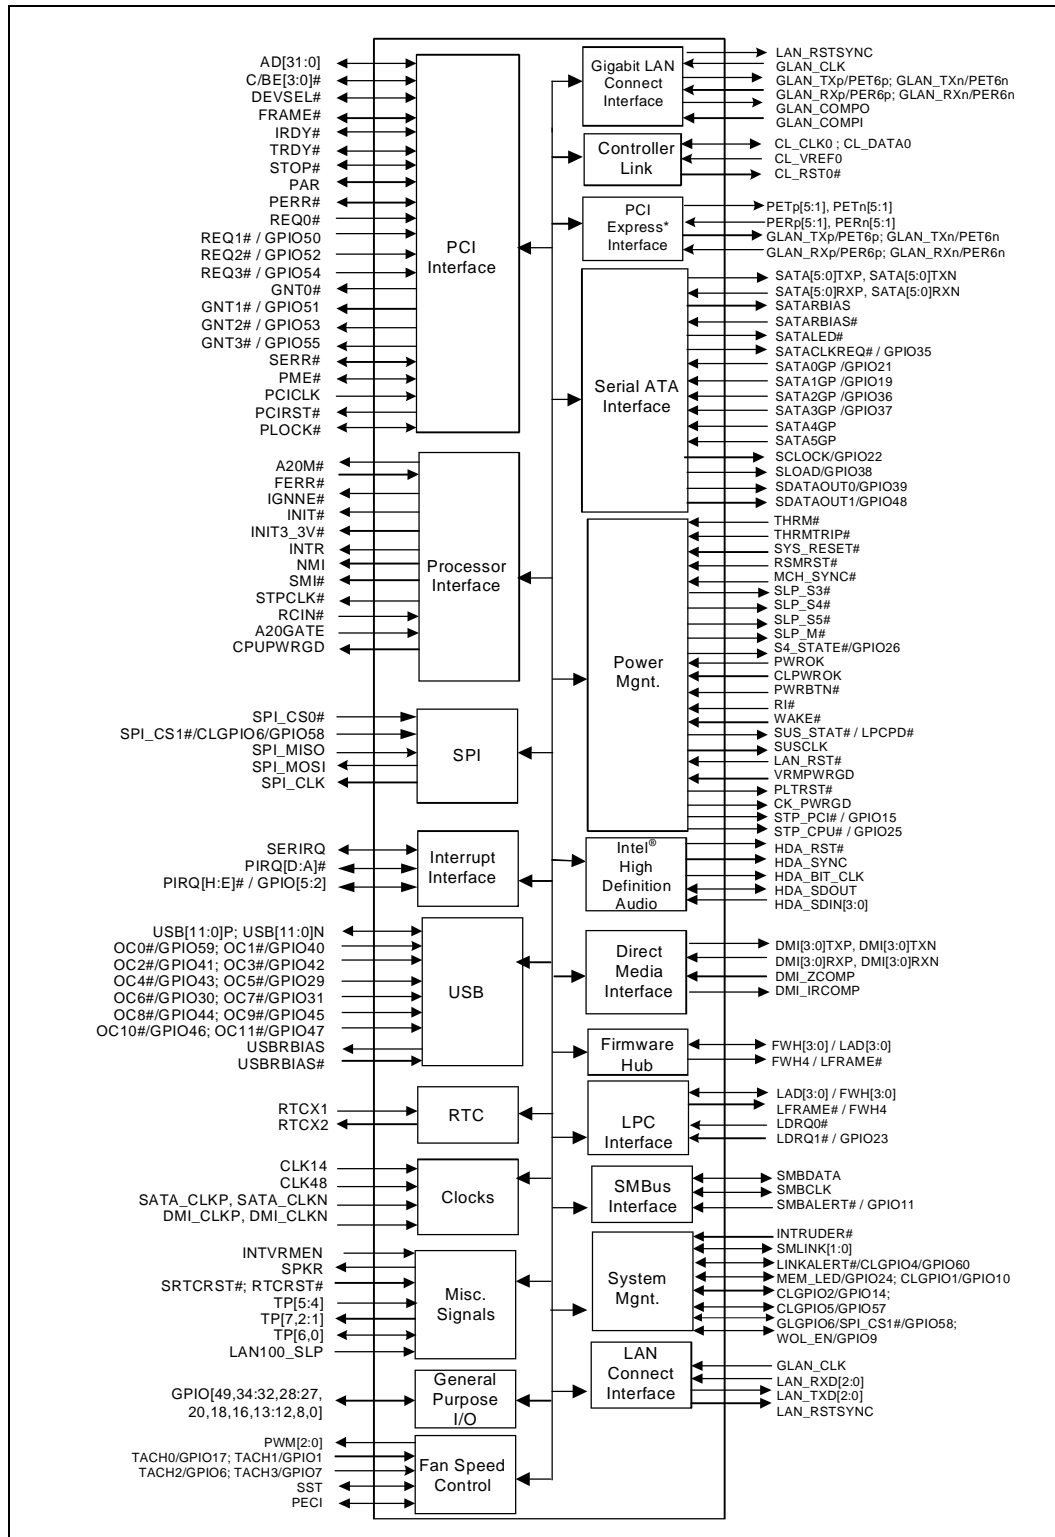 AD[31:0]
C/BE[3:0]#
DEVSEL#
FRAME#
IRDY#
TRDY#
STOP#
PAR
PERR#
REQ0#
REQ1# / GPIO50
REQ2# / GPIO52
REQ3# / GPIO54
GNT0#
GNT1# / GPIO51
GNT2# / GPIO53
GNT3# / GPIO55
SERR#
PME#
PCICLK
PCIRST#
PLOCK#
PCI
Interface
A20M#
FERR#
IGNNE#
INIT#
INIT3_3V#
INTR
NMI
SMI#
STPCLK#
RCIN#
A20GATE
CPUPWRGD
Processor
Interface
SPI_CS0#
SPI_CS1#/CLGPIO6/GPIO58
SPI_MISO
SPI_MOSI
SPI_CLK
SPI
SERIRQ
PIRQ[D:A]#
PIRQ[H:E]# / GPIO[5:2]
Interrupt
Interface
USB[11:0]P; USB[11:0]N
OC0#/GPIO59; OC1#/GPIO40
OC2#/GPIO41; OC3#/GPIO42
OC4#/GPIO43; OC5#/GPIO29
OC6#/GPIO30; OC7#/GPIO31
OC8#/GPIO44; OC9#/GPIO45
OC10#/GPIO46; OC11#/GPIO47
USBRBIAS
USBRBIAS#
USB
RTCX1
RTCX2
RTC
CLK14
CLK48
SATA_CLKP, SATA_CLKN
DMI_CLKP, DMI_CLKN
Clocks
INTVRMEN
SPKR
SRTCRST#; RTCRST#
TP[5:4]
TP[7,2:1]
TP[6,0]
LAN100_SLP
Misc.
Signals
GPIO[49,34:32,28:27,
20,18,16,13:12,8,0]
General
Purpose
I/O
PWM[2:0]
TACH0/GPIO17; TACH1/GPIO1
TACH2/GPIO6; TACH3/GPIO7
SST
PECI
Fan Speed
Control
Gigabit LAN
Connect
Interface
LAN_RSTSYNC
GLAN_CLK
GLAN_TXp/PET6p; GLAN_TXn/PET6n
GLAN_RXp/PER6p; GLAN_RXn/PER6n
GLAN_COMPO
GLAN_COMPI
Controller
Link
CL_CLK0 ; CL_DATA0
CL_VREF0
CL_RST0#
PCI
Express*
Interface
PETp[5:1], PETn[5:1]
PERp[5:1], PERn[5:1]
GLAN_TXp/PET6p; GLAN_TXn/PET6n
GLAN_RXp/PER6p; GLAN_RXn/PER6n
Serial ATA
Interface
SATA[5:0]TXP, SATA[5:0]TXN
SATA[5:0]RXP, SATA[5:0]RXN
SATARBIAS
SATARBIAS#
SATALED#
SATACLKREQ# / GPIO35
SATA0GP /GPIO21
SATA1GP /GPIO19
SATA2GP /GPIO36
SATA3GP /GPIO37
SATA4GP
SATA5GP
SCLOCK/GPIO22
SLOAD/GPIO38
SDATAOUT0/GPIO39
SDATAOUT1/GPIO48
Power
Mgnt.
THRM#
THRMTRIP#
SYS_RESET#
RSMRST#
MCH_SYNC#
SLP_S3#
SLP_S4#
SLP_S5#
SLP_M#
S4_STATE#/GPIO26
PWROK
CLPWROK
PWRBTN#
RI#
WAKE#
SUS_STAT# / LPCPD#
SUSCLK
LAN_RST#
VRMPWRGD
PLTRST#
CK_PWRGD
STP_PCI# / GPIO15
STP_CPU# / GPIO25
Intel®
High
Definition
Audio
HDA_RST#
HDA_SYNC
HDA_BIT_CLK
HDA_SDOUT
HDA_SDIN[3:0]
Direct
Media
Interface
DMI[3:0]TXP, DMI[3:0]TXN
DMI[3:0]RXP, DMI[3:0]RXN
DMI_ZCOMP
DMI_IRCOMP
Firmware
Hub
FWH[3:0] / LAD[3:0]
FWH4 / LFRAME#
LPC
Interface
LAD[3:0] / FWH[3:0]
LFRAME# / FWH4
LDRQ0#
LDRQ1# / GPIO23
SMBus
Interface
SMBDATA
SMBCLK
SMBALERT# / GPIO11
System
Mgnt.
INTRUDER#
SMLINK[1:0]
LINKALERT#/CLGPIO4/GPIO60
MEM_LED/GPIO24; CLGPIO1/GPIO10
CLGPIO2/GPIO14;
CLGPIO5/GPIO57
GLGPIO6/SPI_CS1#/GPIO58;
WOL_EN/GPIO9
LAN
Connect
Interface
GLAN_CLK
LAN_RXD[2:0]
LAN_TXD[2:0]
LAN_RSTSYNC